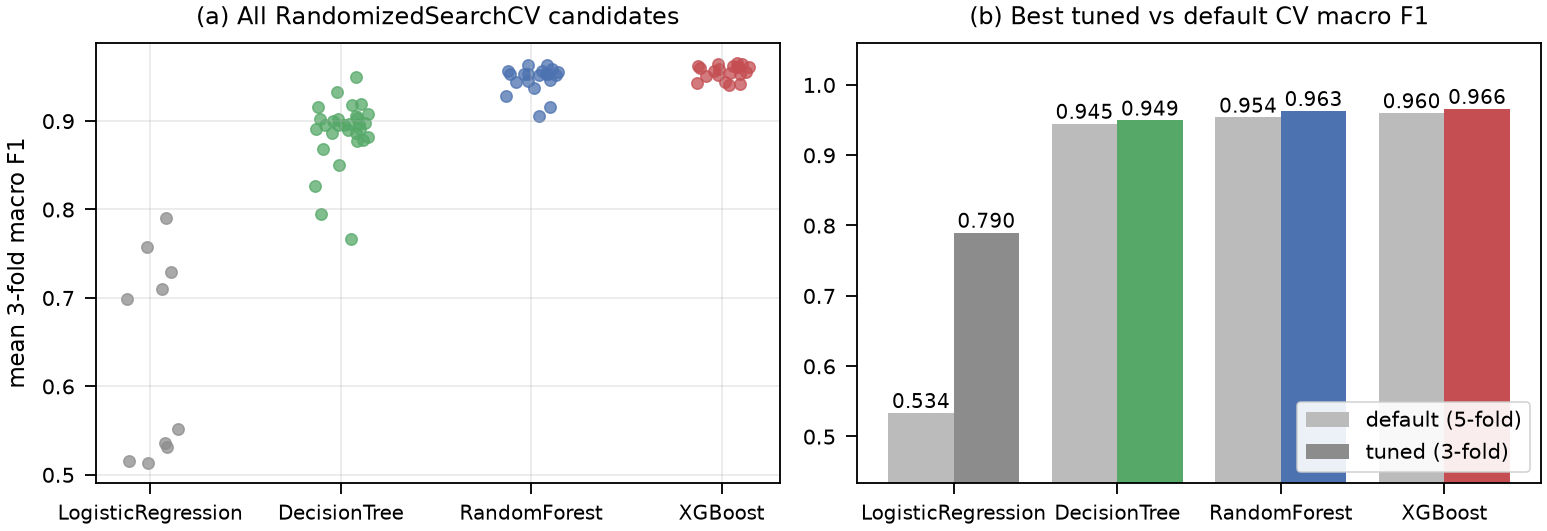 (a) All RandomizedSearchCV candidates
mean 3-fold macro F1
0.9
0.8
0.7
0.6
0.5
LogisticRegression
DecisionTree
RandomForest
XGBoost
(b) Best tuned vs default CV macro F1
1.0
0.9
0.8
0.7
0.6
0.5
0.534
0.790
0.945
0.949
0.954
0.963
0.960
0.966
default (5-fold)
tuned (3-fold)
LogisticRegression
DecisionTree
RandomForest
XGBoost